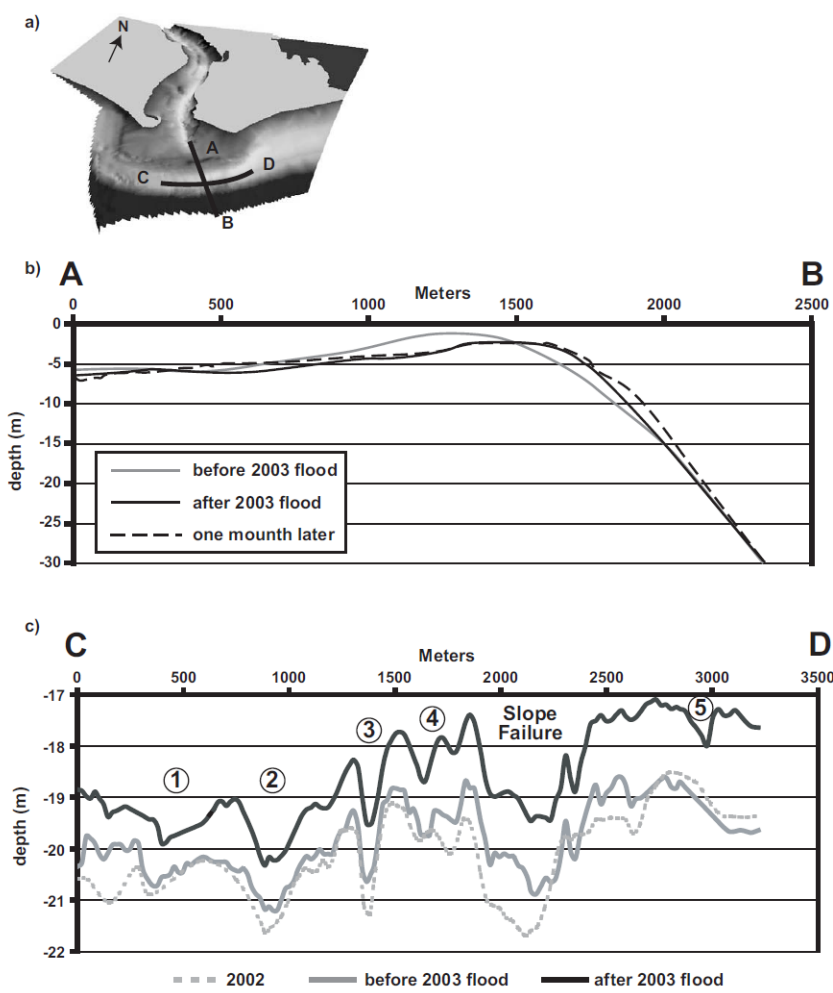 a)
N
A
D
C
B
b)
A
B
Meters
0 500 1000 1500 2000 2500
0
-5
-10
-15
-20
-25
-30
depth (m)
before 2003 flood
after 2003 flood
one mounth later
c)
C
D
Meters
0 500 1000 1500 2000 2500 3000 3500
-17
-18
-19
-20
-21
-22
depth (m)
1
2
3
4
Slope
Failure
5
2002 before 2003 flood after 2003 flood